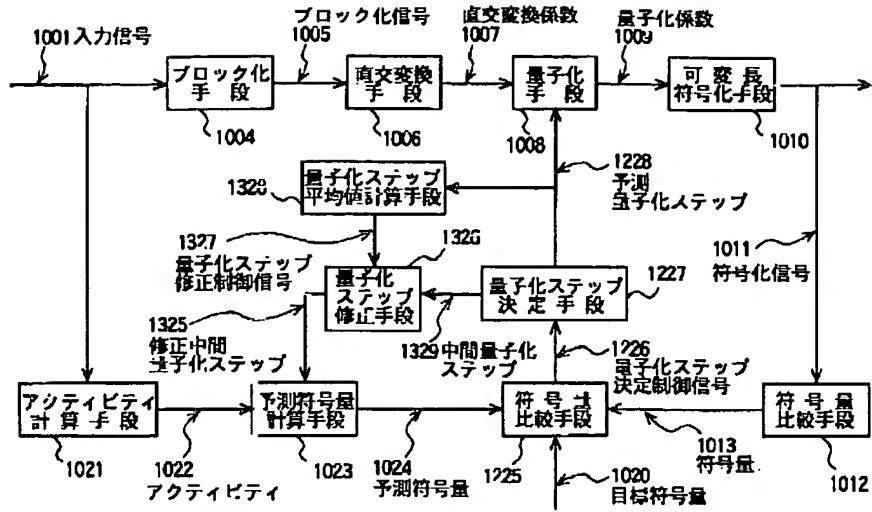 1001 入力信号
ブロック化信号
1005
直交変換係数
1007
量子化係数
1009
ブロック化
手段
1004
直交変換
手段
1006
量子化
手段
1008
可変長
符号化手段
1010
量子化ステップ
平均値計算手段
1328
1228
予測
量子化ステップ
1327
量子化ステップ
修正制御信号
1326
量子化
ステップ
修正手段
量子化ステップ
決定手段
1227
1011
符号化信号
1325
修正中間
量子化ステップ
1329 中間量子化
ステップ
1226
量子化ステップ
決定制御信号
アクティビティ
計算手段
1021
1022
アクティビティ
予測符号量
計算手段
1023
1024
予測符号量
符号量
比較手段
1225
1020
目標符号量
1013
符号量
符号量
比較手段
1012